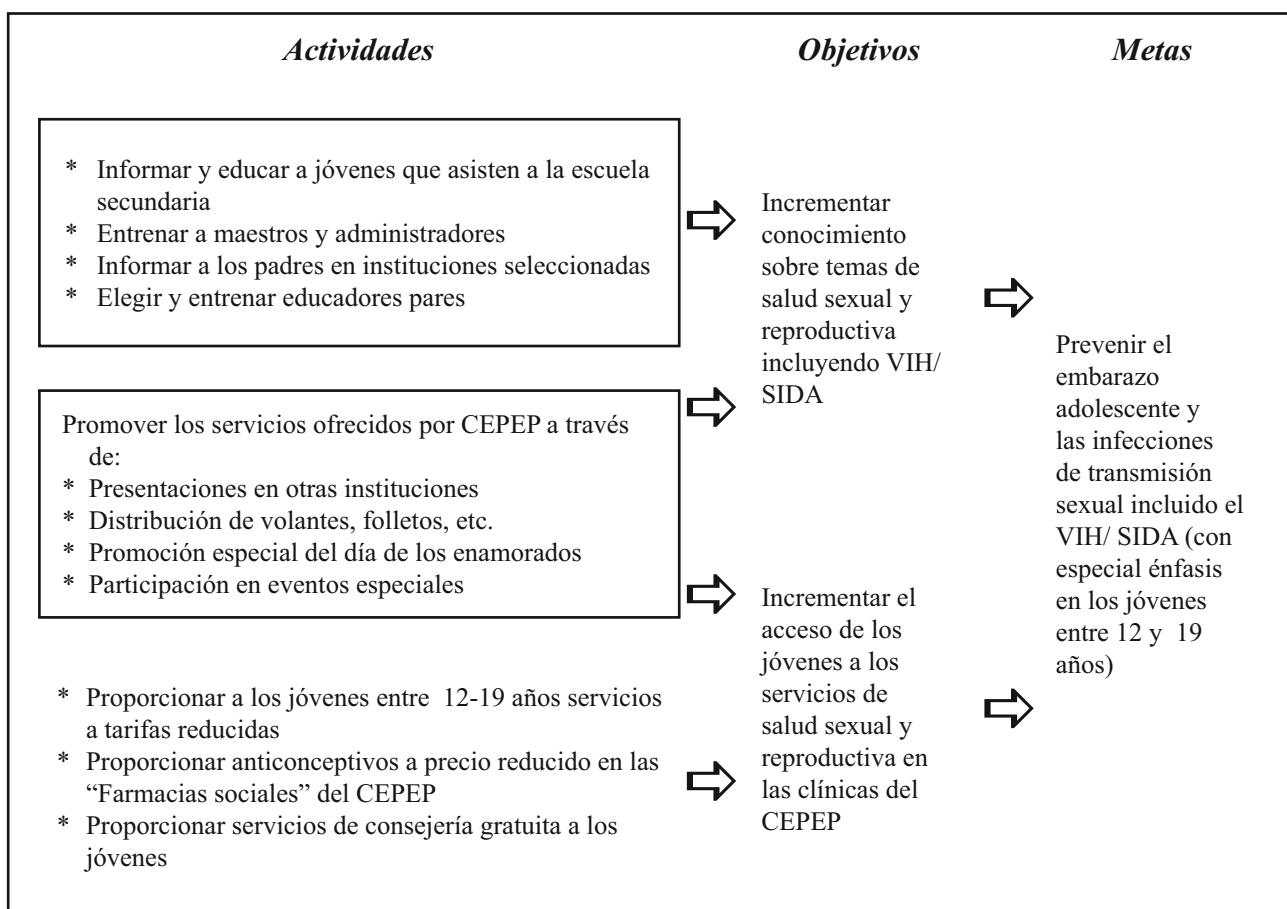 Actividades
Objetivos
Metas
* Informar y educar a jóvenes que asisten a la escuela
secundaria
* Entrenar a maestros y administradores
* Informar a los padres en instituciones seleccionadas
* Elegir y entrenar educadores pares
Promover los servicios ofrecidos por CEPEP a través
de:
* Presentaciones en otras instituciones
* Distribución de volantes, folletos, etc.
* Promoción especial del día de los enamorados
* Participación en eventos especiales
* Proporcionar a los jóvenes entre 12-19 años servicios
a tarifas reducidas
* Proporcionar anticonceptivos a precio reducido en las
“Farmacias sociales” del CEPEP
* Proporcionar servicios de consejería gratuita a los
jóvenes
Incrementar
conocimiento
sobre temas de
salud sexual y
reproductiva
incluyendo VIH/
SIDA
Incrementar el
acceso de los
jóvenes a los
servicios de
salud sexual y
reproductiva en
las clínicas del
CEPEP
Prevenir el
embarazo
adolescente y
las infecciones
de transmisión
sexual incluido el
VIH/ SIDA (con
especial énfasis
en los jóvenes
entre 12 y 19
años)